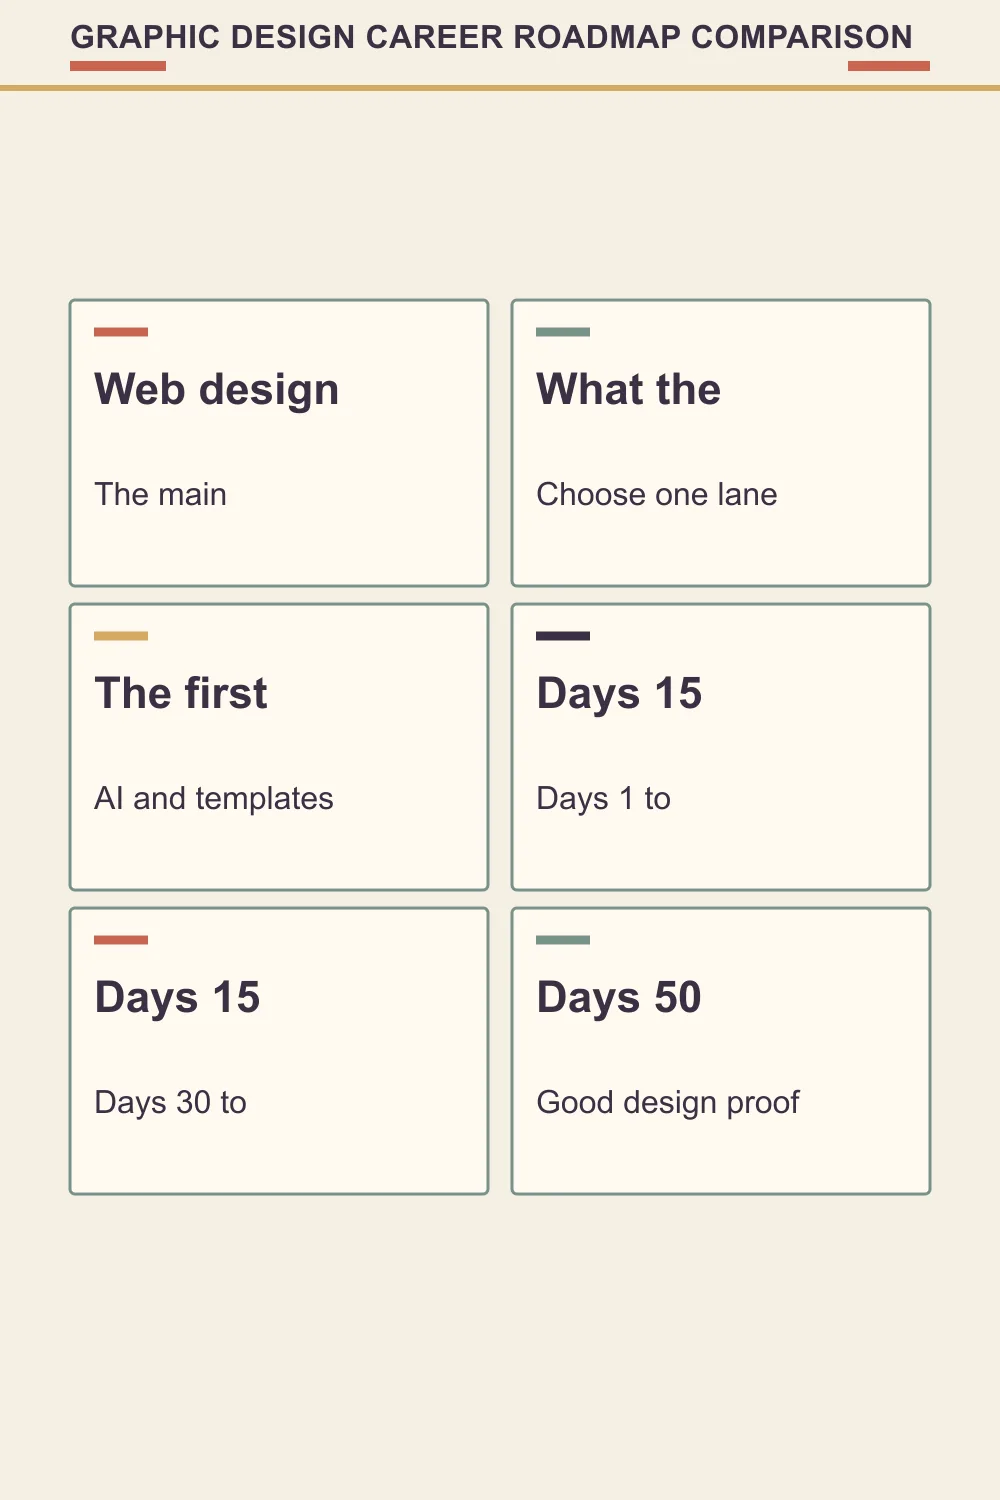 GRAPHIC DESIGN CAREER ROADMAP COMPARISON
Web design
The main
What the
Choose one lane
The first
AI and templates
Days 15
Days 1 to
Days 15
Days 30 to
Days 50
Good design proof